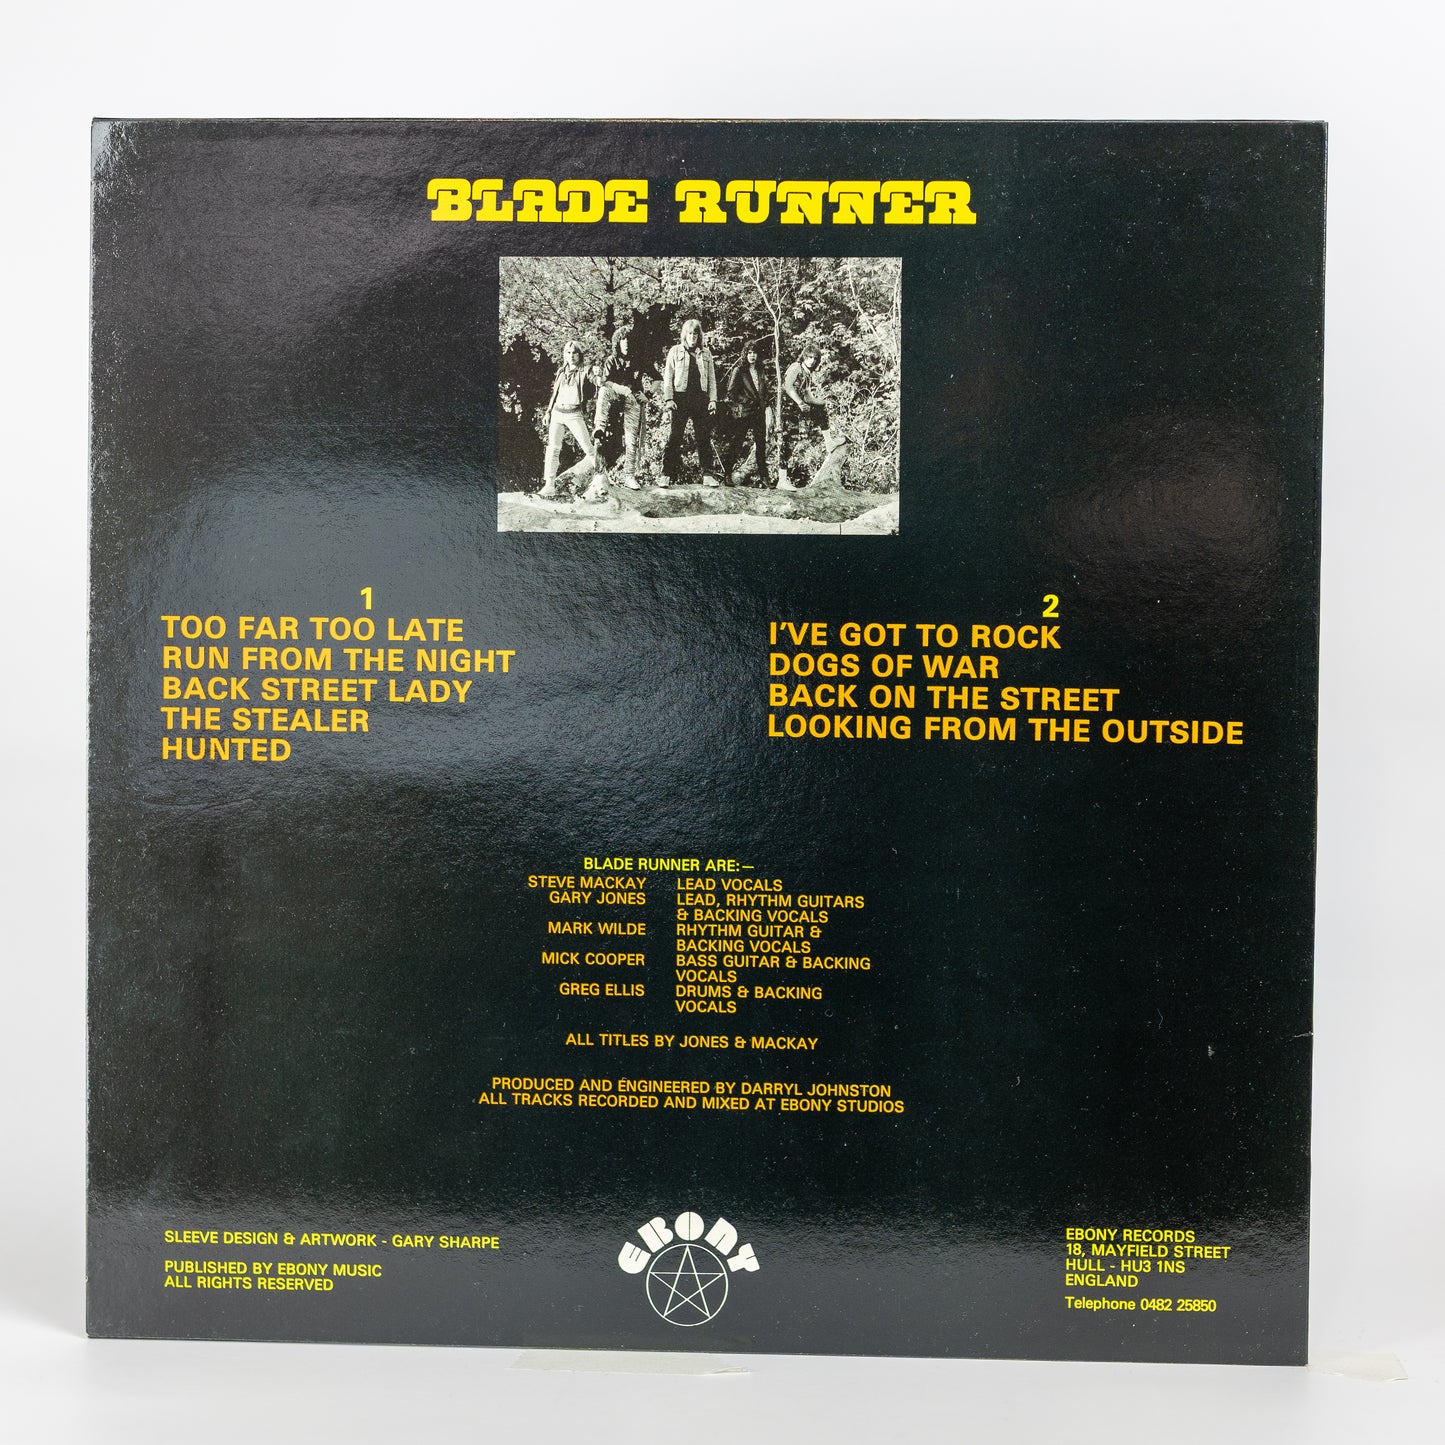 BLADE RUNNER
1
TOO FAR TOO LATE
RUN FROM THE NIGHT
BACK STREET LADY
THE STEALER
HUNTED
2
I'VE GOT TO ROCK
DOGS OF WAR
BACK ON THE STREET
LOOKING FROM THE OUTSIDE
BLADE RUNNER ARE:—
STEVE MACKAY LEAD VOCALS
GARY JONES LEAD, RHYTHM GUITARS
& BACKING VOCALS
MARK WILDE RHYTHM GUITAR &
BACKING VOCALS
MICK COOPER BASS GUITAR & BACKING
VOCALS
GREG ELLIS DRUMS & BACKING
VOCALS
ALL TITLES BY JONES & MACKAY
PRODUCED AND ENGINEERED BY DARRYL JOHNSTON
ALL TRACKS RECORDED AND MIXED AT EBONY STUDIOS
SLEEVE DESIGN & ARTWORK - GARY SHARPE
PUBLISHED BY EBONY MUSIC
ALL RIGHTS RESERVED
EBONY
EBONY RECORDS
18, MAYFIELD STREET
HULL - HU3 1NS
ENGLAND
Telephone 0482 25850